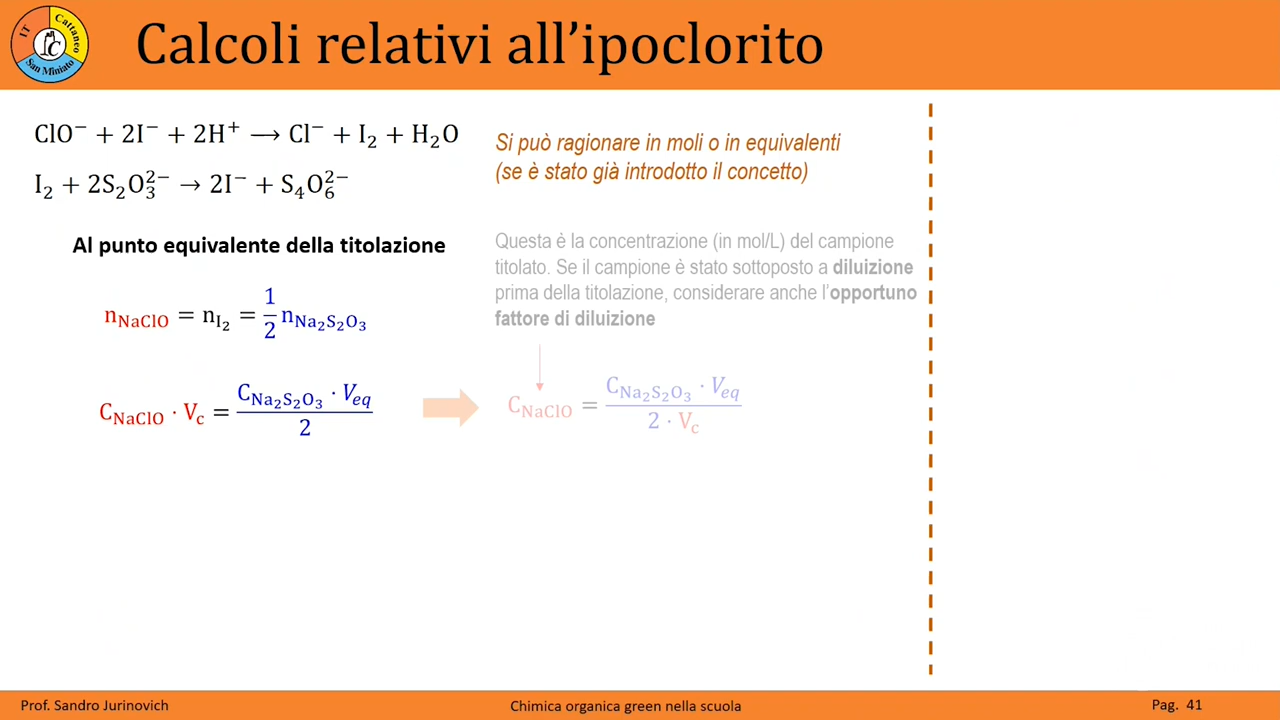 IT Cattaneo San Miniato
Calcoli relativi all'ipoclorito
ClO⁻ + 2I⁻ + 2H⁺ ⟶ Cl⁻ + I₂ + H₂O
I₂ + 2S₂O₃²⁻ → 2I⁻ + S₄O₆²⁻
Si può ragionare in moli o in equivalenti
(se è stato già introdotto il concetto)
Al punto equivalente della titolazione
n_NaClO = n_I₂ = 1/2 n_Na₂S₂O₃
Questa è la concentrazione (in mol/L) del campione
titolato. Se il campione è stato sottoposto a diluizione
prima della titolazione, considerare anche l'opportuno
fattore di diluizione
C_NaClO · V_c = C_Na₂S₂O₃ · V_eq / 2
C_NaClO = C_Na₂S₂O₃ · V_eq / 2 · V_c
Prof. Sandro Jurinovich
Chimica organica green nella scuola
Pag. 41